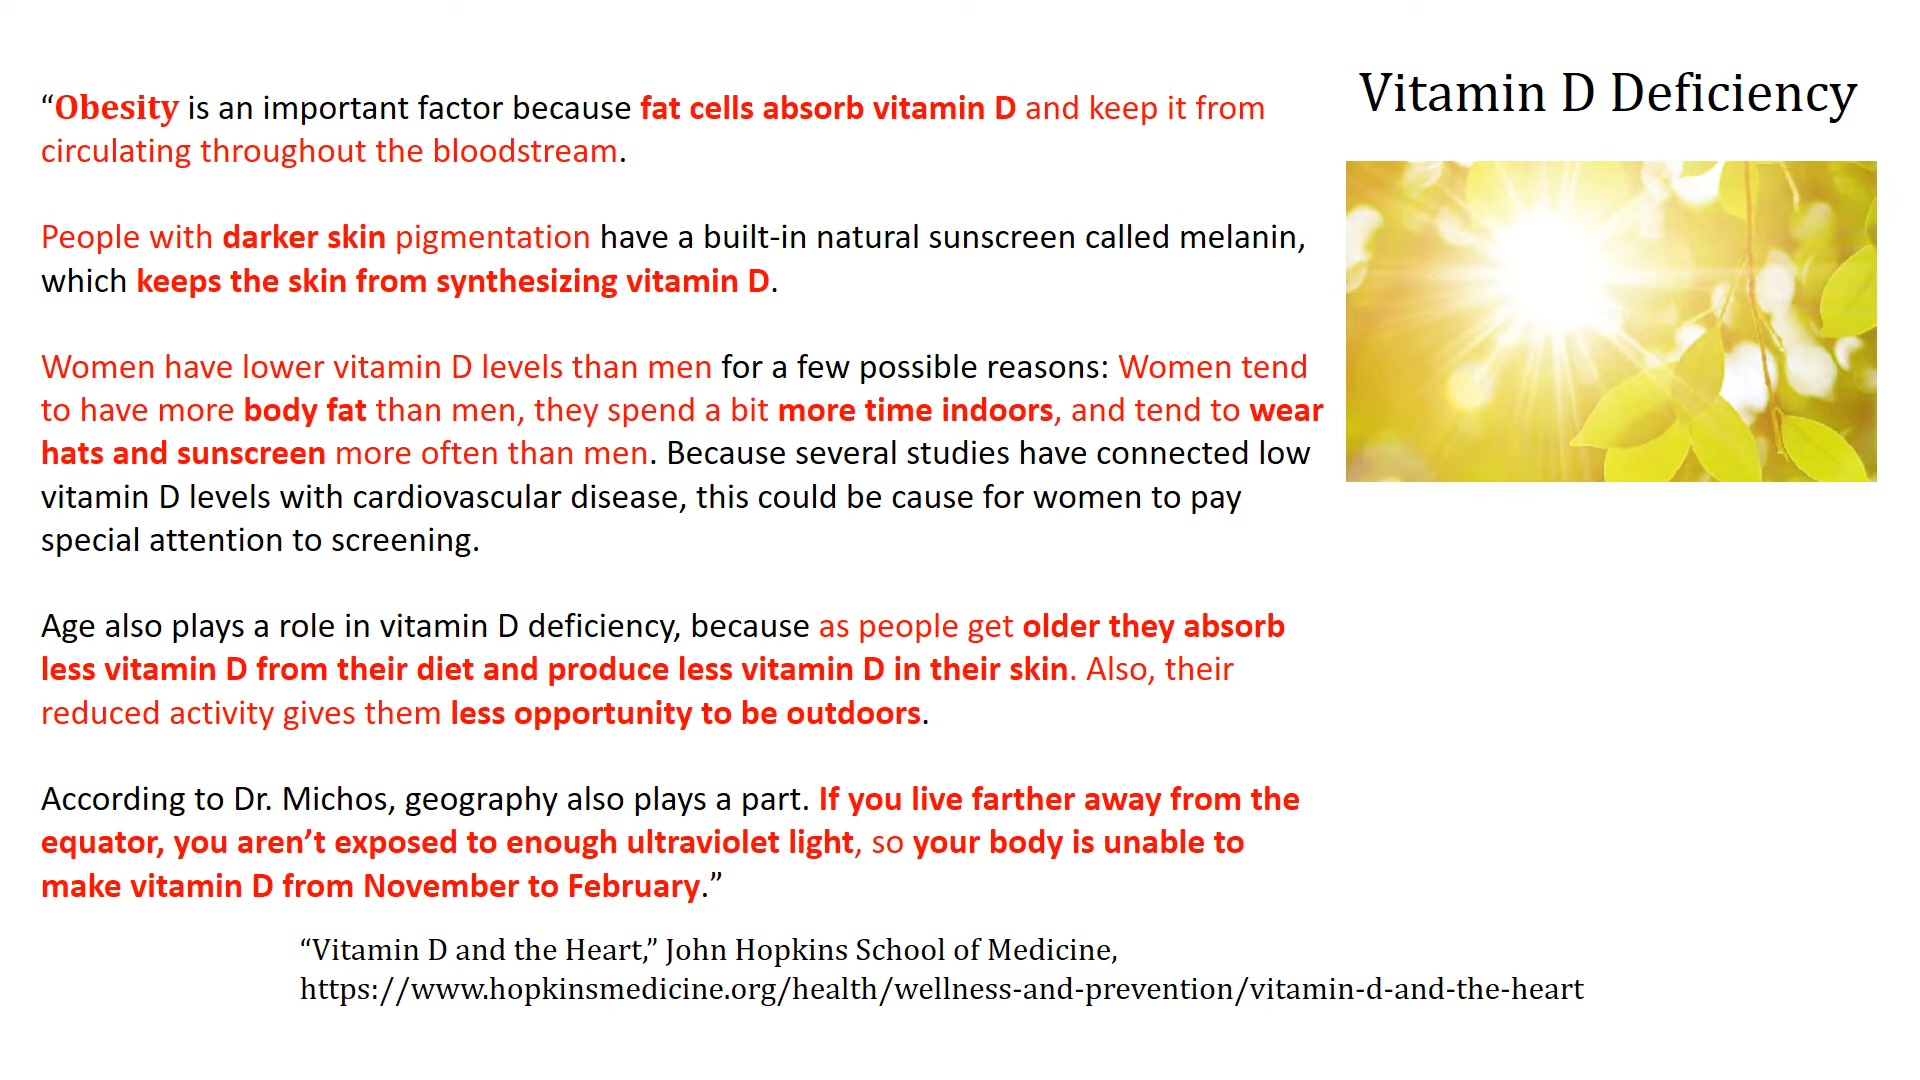 Vitamin D Deficiency
“Obesity is an important factor because fat cells absorb vitamin D and keep it from
circulating throughout the bloodstream.
People with darker skin pigmentation have a built-in natural sunscreen called melanin,
which keeps the skin from synthesizing vitamin D.
Women have lower vitamin D levels than men for a few possible reasons: Women tend
to have more body fat than men, they spend a bit more time indoors, and tend to wear
hats and sunscreen more often than men. Because several studies have connected low
vitamin D levels with cardiovascular disease, this could be cause for women to pay
special attention to screening.
Age also plays a role in vitamin D deficiency, because as people get older they absorb
less vitamin D from their diet and produce less vitamin D in their skin. Also, their
reduced activity gives them less opportunity to be outdoors.
According to Dr. Michos, geography also plays a part. If you live farther away from the
equator, you aren’t exposed to enough ultraviolet light, so your body is unable to
make vitamin D from November to February.”
“Vitamin D and the Heart,” John Hopkins School of Medicine,
https://www.hopkinsmedicine.org/health/wellness-and-prevention/vitamin-d-and-the-heart